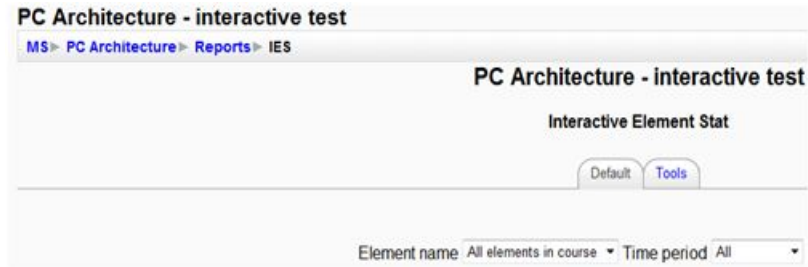 PC Architecture - interactive test
MS► PC Architecture► Reports► IES
PC Architecture - interactive test
Interactive Element Stat
Default Tools
Element name All elements in course ▾ Time period All ▾